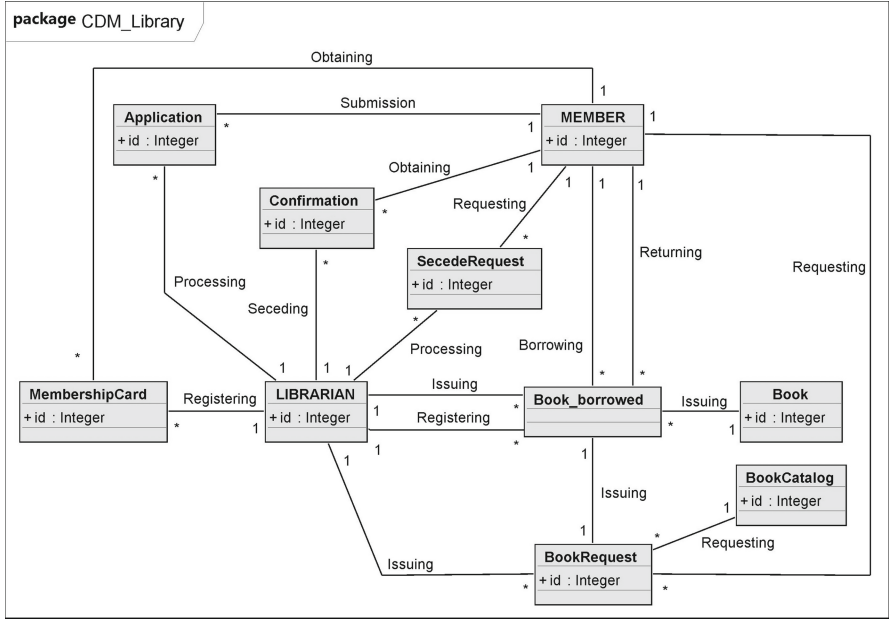 package CDM_Library
Obtaining
1
Application
+ id : Integer
*
Submission
1
MEMBER
+ id : Integer
1
*
Obtaining
1
1
1
1
Confirmation
+ id : Integer
*
Requesting
*
SecedeRequest
+ id : Integer
Returning
Requesting
*
Processing
Seceding
*
Processing
Borrowing
*
1
1
1
*
*
MembershipCard
+ id : Integer
*
Registering
1
LIBRARIAN
+ id : Integer
1
Issuing
*
Registering
1
*
Book_borrowed
Issuing
*
1
Book
+ id : Integer
1
1
Issuing
BookCatalog
+ id : Integer
1
1
*
Requesting
Issuing
*
BookRequest
+ id : Integer
*